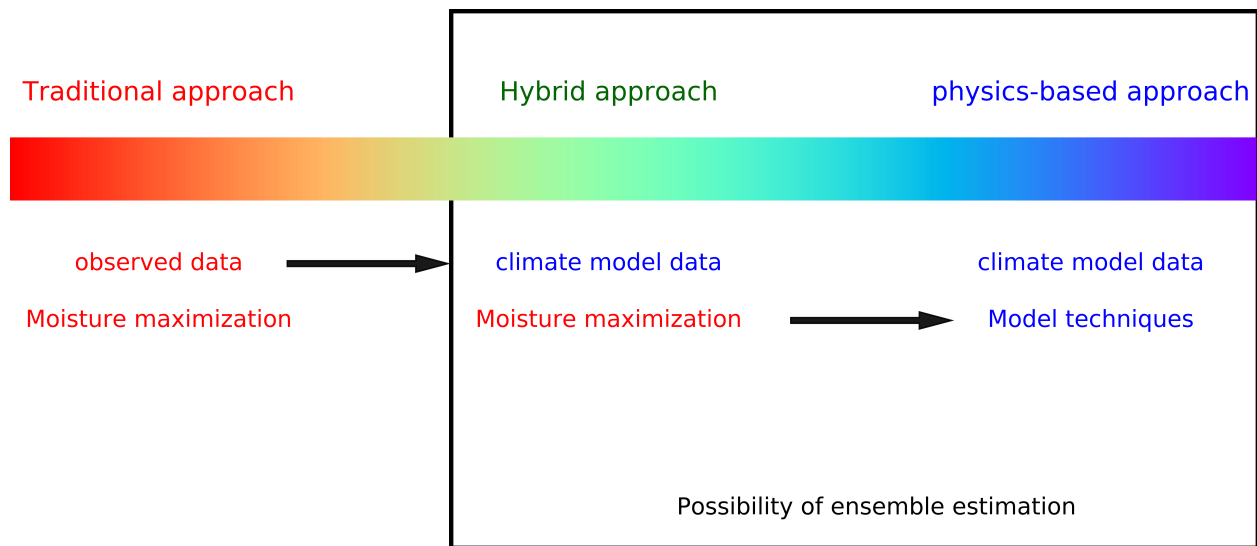 Traditional approach
Hybrid approach
physics-based approach
observed data
climate model data
climate model data
Moisture maximization
Moisture maximization
Model techniques
Possibility of ensemble estimation